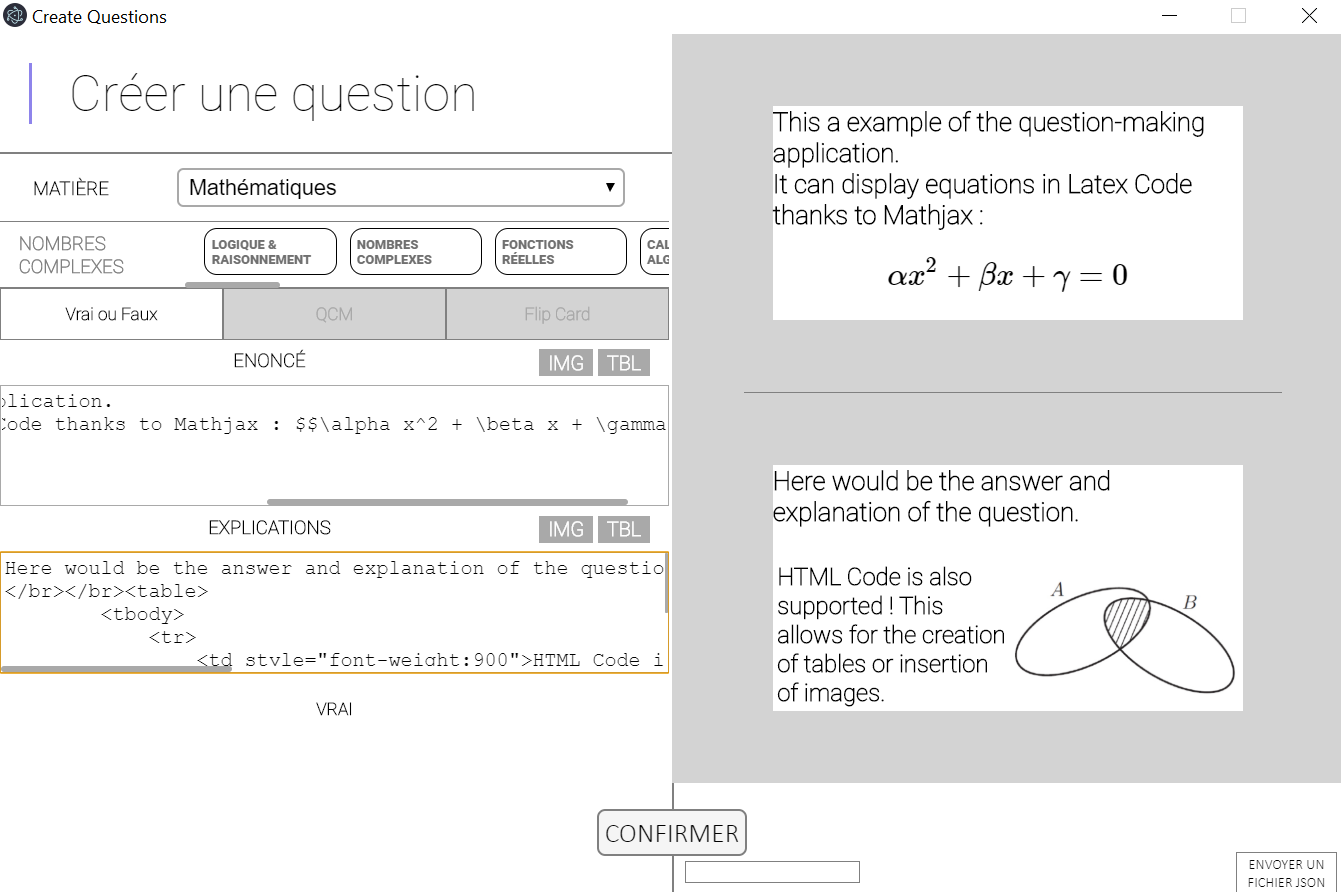 Create Questions
Créer une question
MATIÈRE
Mathématiques
NOMBRES
COMPLEXES
LOGIQUE &
RAISONNEMENT
NOMBRES
COMPLEXES
FONCTIONS
RÉELLES
CAL
ALG
Vrai ou Faux
QCM
Flip Card
ENONCÉ
IMG
TBL
plication.
Code thanks to Mathjax : $$\alpha x^2 + \beta x + \gamma
EXPLICATIONS
IMG
TBL
Here would be the answer and explanation of the questio
</br></br><table>
<tbody>
<tr>
<td style="font-weight:900">HTML Code i
VRAI
This a example of the question-making
application.
It can display equations in Latex Code
thanks to Mathjax :
αx² + βx + γ = 0
Here would be the answer and
explanation of the question.
HTML Code is also
supported ! This
allows for the creation
of tables or insertion
of images.
A
B
CONFIRMER
ENVOYER UN
FICHIER JSON